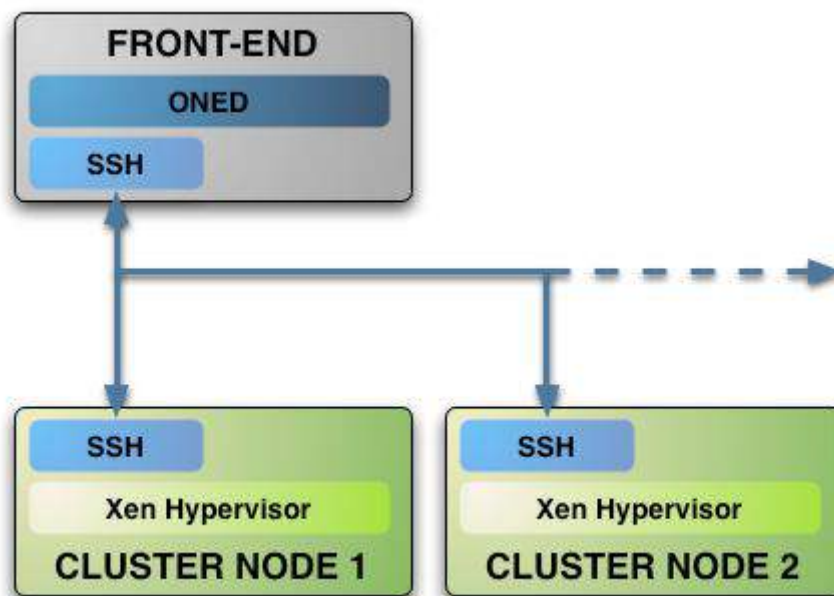 FRONT-END
ONED
SSH
SSH
Xen Hypervisor
CLUSTER NODE 1
SSH
Xen Hypervisor
CLUSTER NODE 2